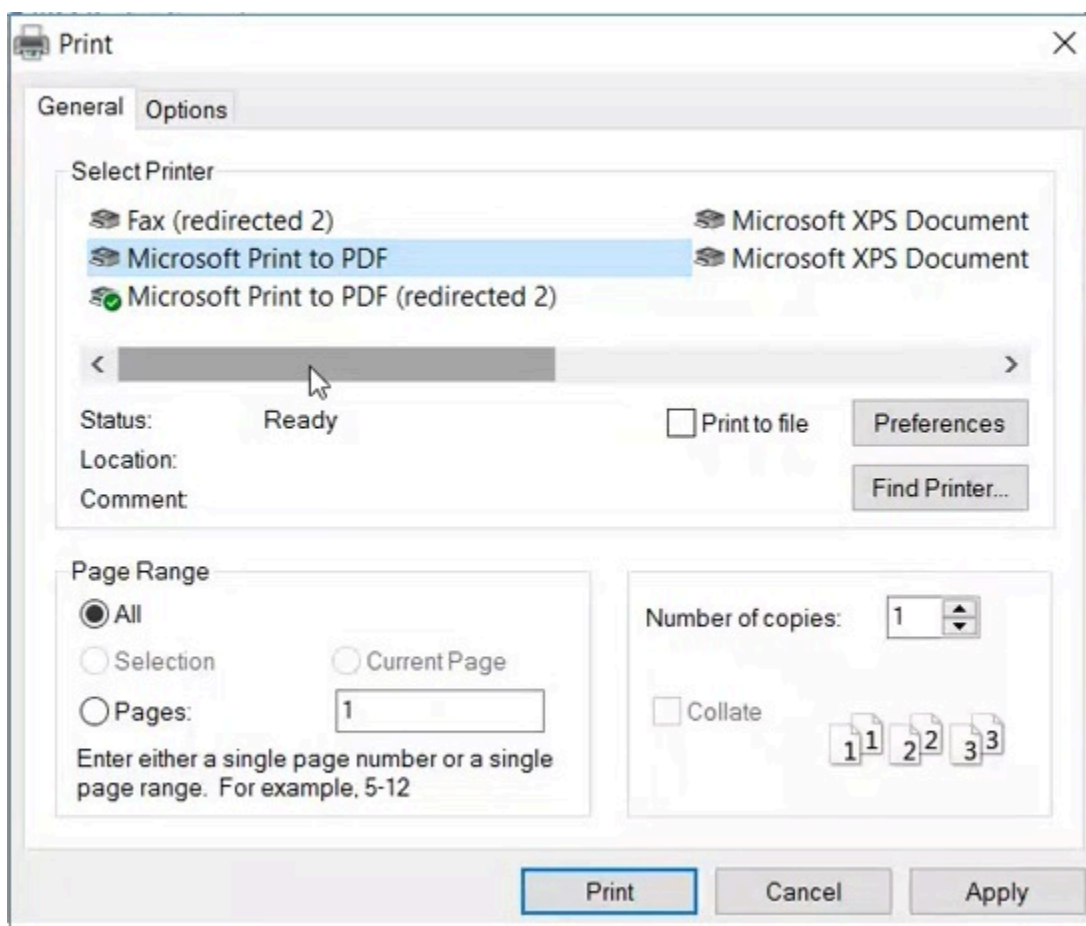 Print
General Options
Select Printer
Fax (redirected 2) Microsoft XPS Document
Microsoft Print to PDF Microsoft XPS Document
Microsoft Print to PDF (redirected 2)
Status: Ready Print to file Preferences
Location:
Comment: Find Printer...
Page Range
All
Selection Current Page
Pages: 1
Enter either a single page number or a single
page range. For example, 5-12
Number of copies: 1
Collate
1 1 2 2 3 3
Print Cancel Apply